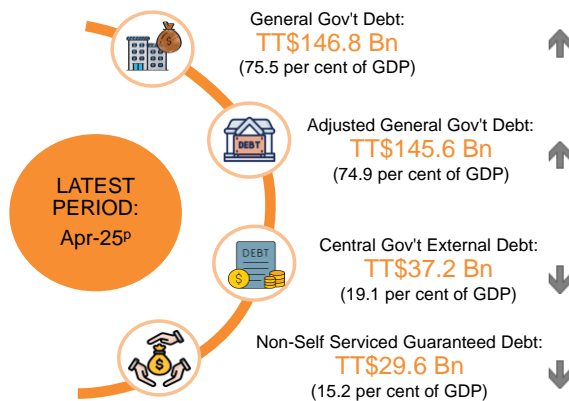 General Gov't Debt:
TT$146.8 Bn
(75.5 per cent of GDP)
Adjusted General Gov't Debt:
TT$145.6 Bn
(74.9 per cent of GDP)
DEBT
LATEST
PERIOD:
Apr-25ᵖ
Central Gov't External Debt:
TT$37.2 Bn
(19.1 per cent of GDP)
DEBT
Non-Self Serviced Guaranteed Debt:
TT$29.6 Bn
(15.2 per cent of GDP)